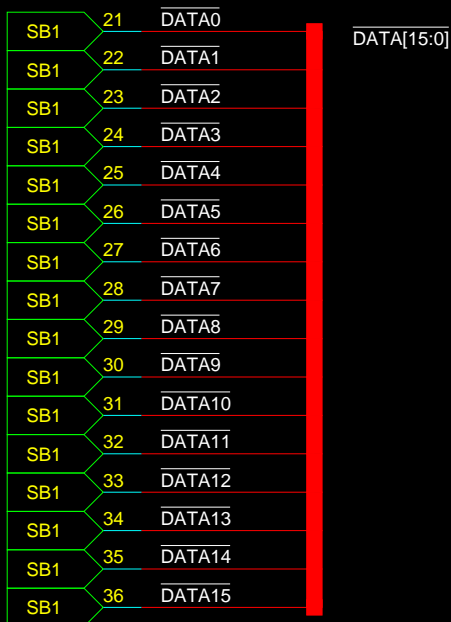 21 DATA0
SB1 DATA[15:0]
22 DATA1
SB1
23 DATA2
SB1
24 DATA3
SB1
25 DATA4
SB1
26 DATA5
SB1
27 DATA6
SB1
28 DATA7
SB1
29 DATA8
SB1
30 DATA9
SB1
31 DATA10
SB1
32 DATA11
SB1
33 DATA12
SB1
34 DATA13
SB1
35 DATA14
SB1
36 DATA15
SB1